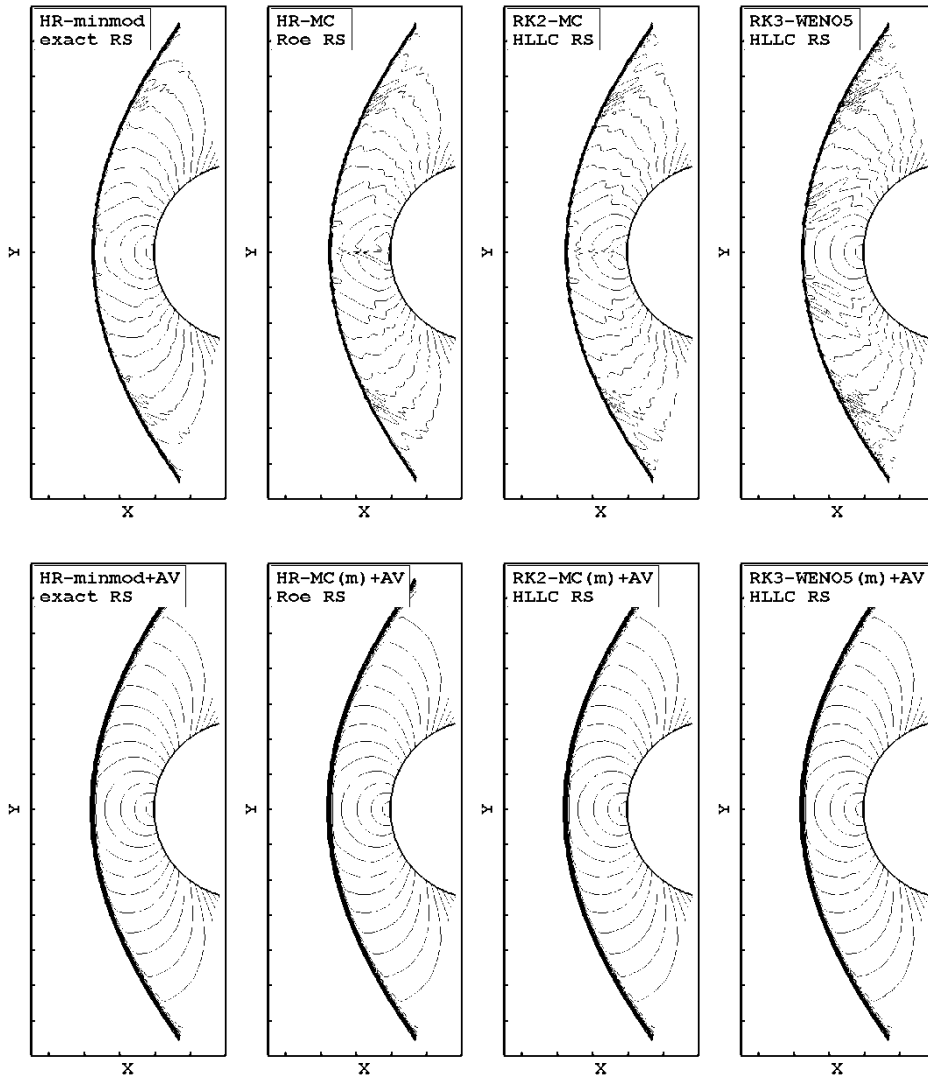 HR-minmod
exact RS
HR-MC
Roe RS
RK2-MC
HLLC RS
RK3-WENO5
HLLC RS
Y
Y
Y
Y
X
X
X
X
HR-minmod+AV
exact RS
HR-MC(m)+AV
Roe RS
RK2-MC(m)+AV
HLLC RS
RK3-WENO5(m)+AV
HLLC RS
Y
Y
Y
Y
X
X
X
X